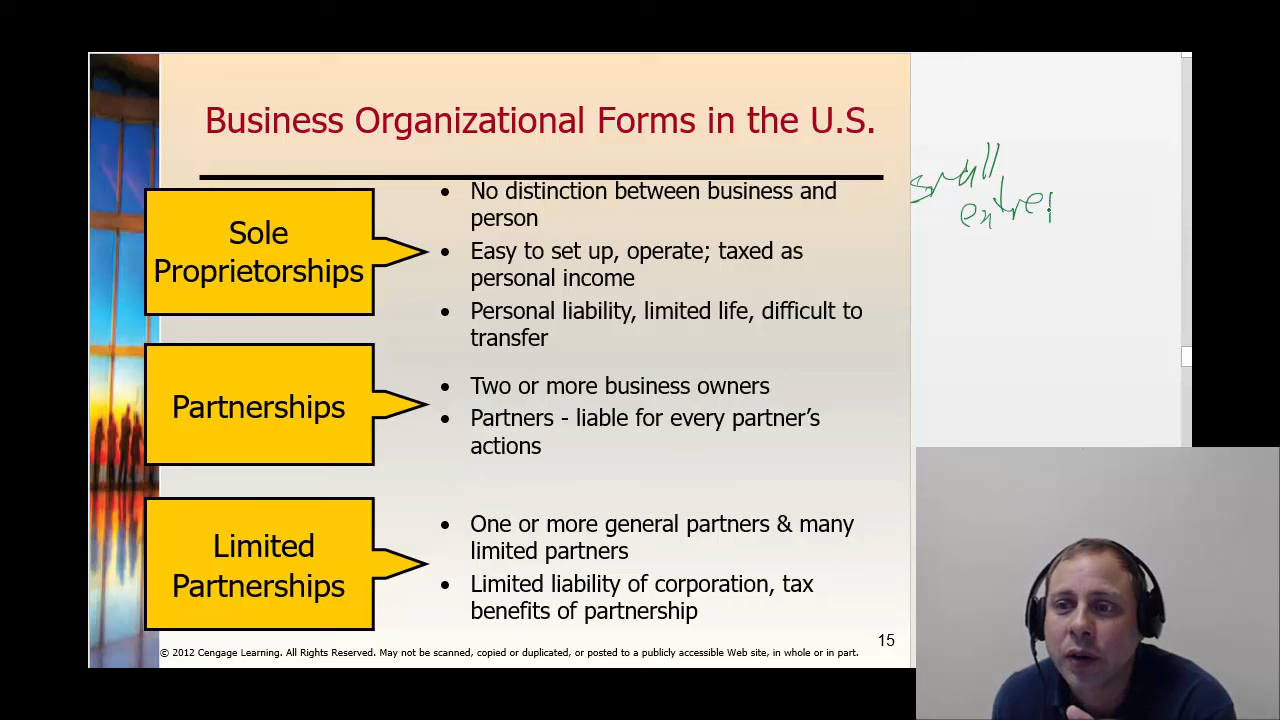 Business Organizational Forms in the U.S.
Sole
Proprietorships
• No distinction between business and
person
• Easy to set up, operate; taxed as
personal income
• Personal liability, limited life, difficult to
transfer
small
entrep
Partnerships
• Two or more business owners
• Partners - liable for every partner’s
actions
Limited
Partnerships
• One or more general partners & many
limited partners
• Limited liability of corporation, tax
benefits of partnership
15
© 2012 Cengage Learning. All Rights Reserved. May not be scanned, copied or duplicated, or posted to a publicly accessible Web site, in whole or in part.